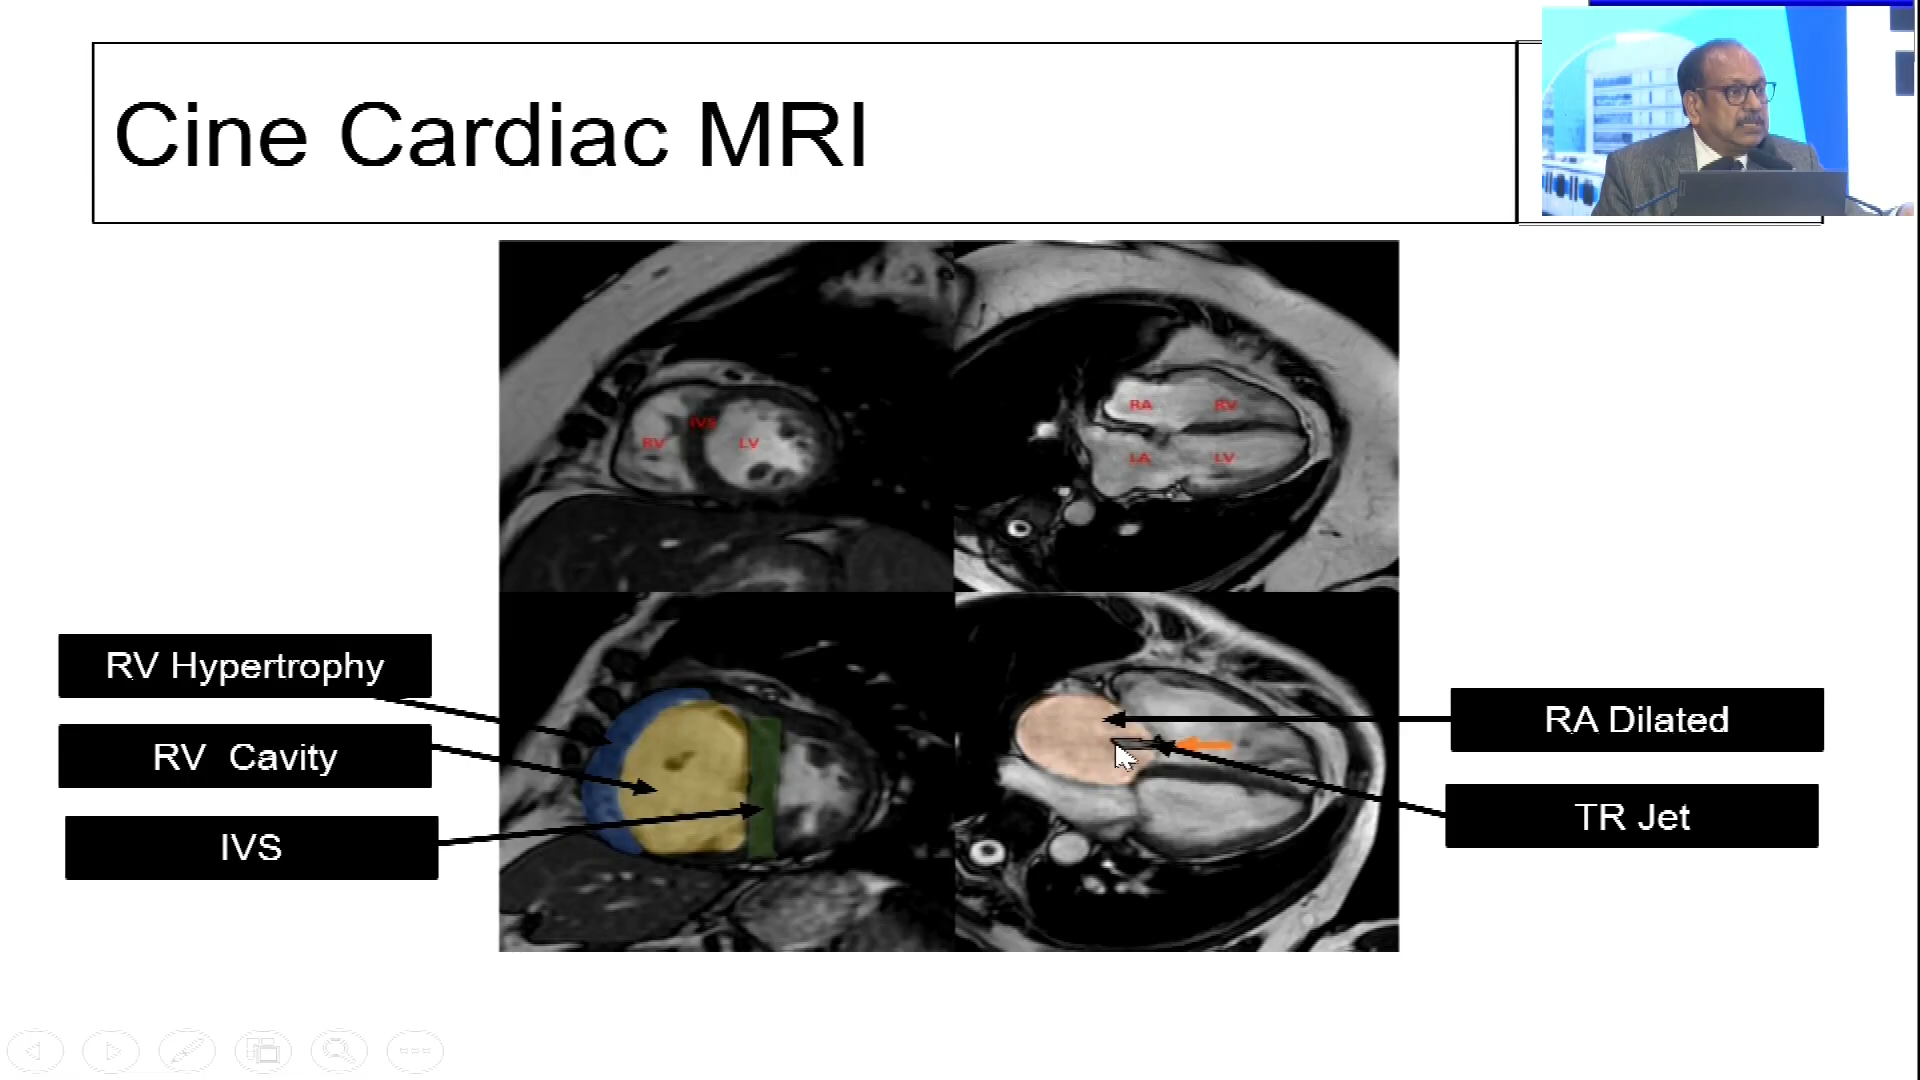 Cine Cardiac MRI
RV
IVS
LV
RA
RV
LA
LV
RV Hypertrophy
RV  Cavity
IVS
RA Dilated
TR Jet